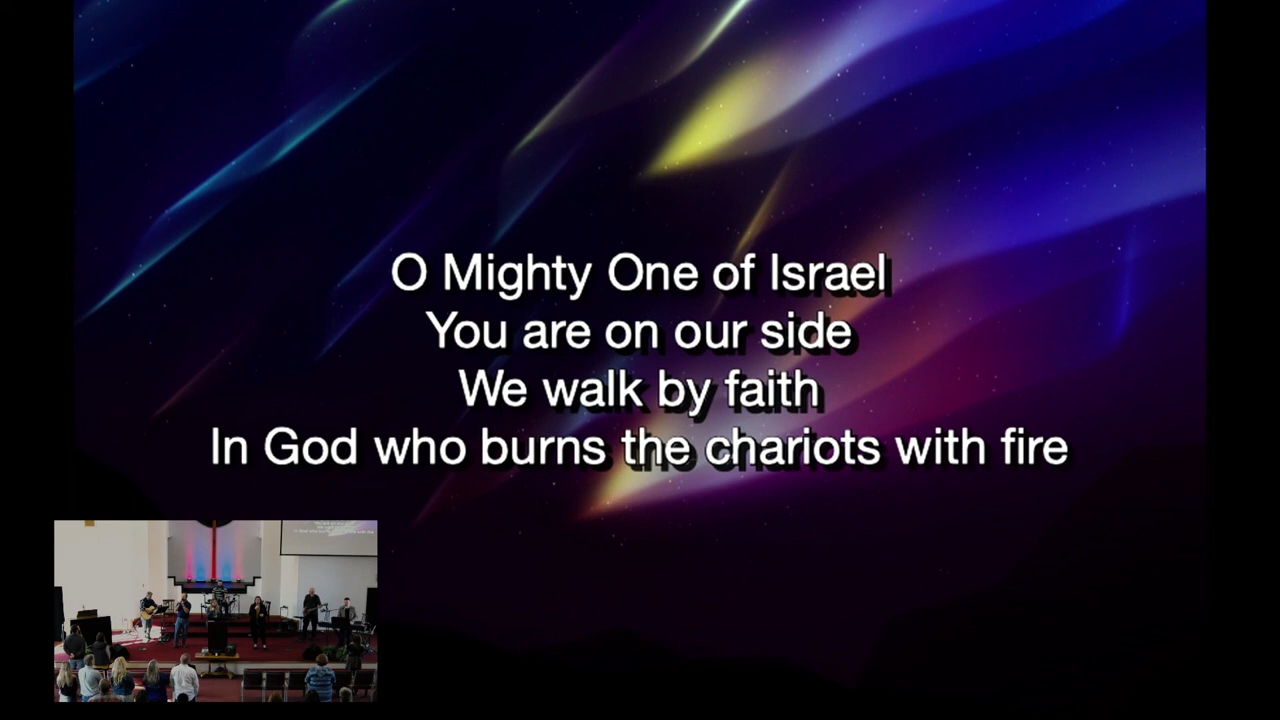 O Mighty One of Israel
You are on our side
We walk by faith
In God who burns the chariots with fire